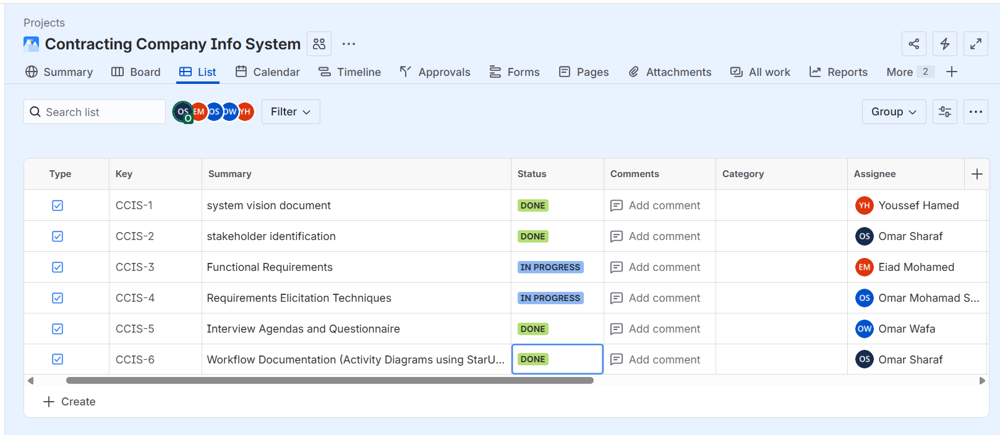 Projects
Contracting Company Info System
Summary Board List Calendar Timeline Approvals Forms Pages Attachments All work Reports More 2
Search list OS O EM OS OW YH Filter Group
Type Key Summary Status Comments Category Assignee
CCIS-1 system vision document DONE Add comment YH Youssef Hamed
CCIS-2 stakeholder identification DONE Add comment OS Omar Sharaf
CCIS-3 Functional Requirements IN PROGRESS Add comment EM Eiad Mohamed
CCIS-4 Requirements Elicitation Techniques IN PROGRESS Add comment OS Omar Mohamad S...
CCIS-5 Interview Agendas and Questionnaire DONE Add comment OW Omar Wafa
CCIS-6 Workflow Documentation (Activity Diagrams using StarU... DONE Add comment OS Omar Sharaf
Create